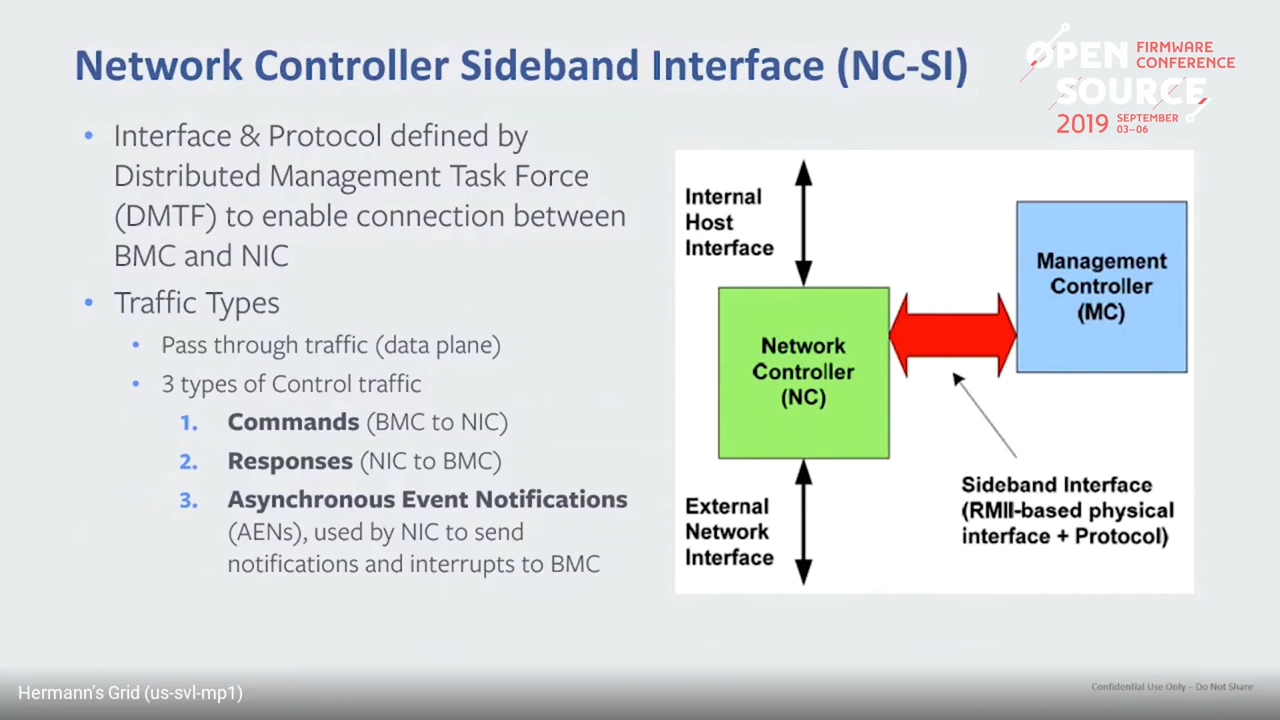 Network Controller Sideband Interface (NC-SI)
OPEN SOURCE
FIRMWARE
CONFERENCE
2019
SEPTEMBER
03–06
• Interface & Protocol defined by
Distributed Management Task Force
(DMTF) to enable connection between
BMC and NIC
• Traffic Types
• Pass through traffic (data plane)
• 3 types of Control traffic
1. Commands (BMC to NIC)
2. Responses (NIC to BMC)
3. Asynchronous Event Notifications
(AENs), used by NIC to send
notifications and interrupts to BMC
Internal
Host
Interface
Management
Controller
(MC)
Network
Controller
(NC)
Sideband Interface
(RMII-based physical
interface + Protocol)
External
Network
Interface
Hermann's Grid (us-svl-mp1)
Confidential Use Only – Do Not Share